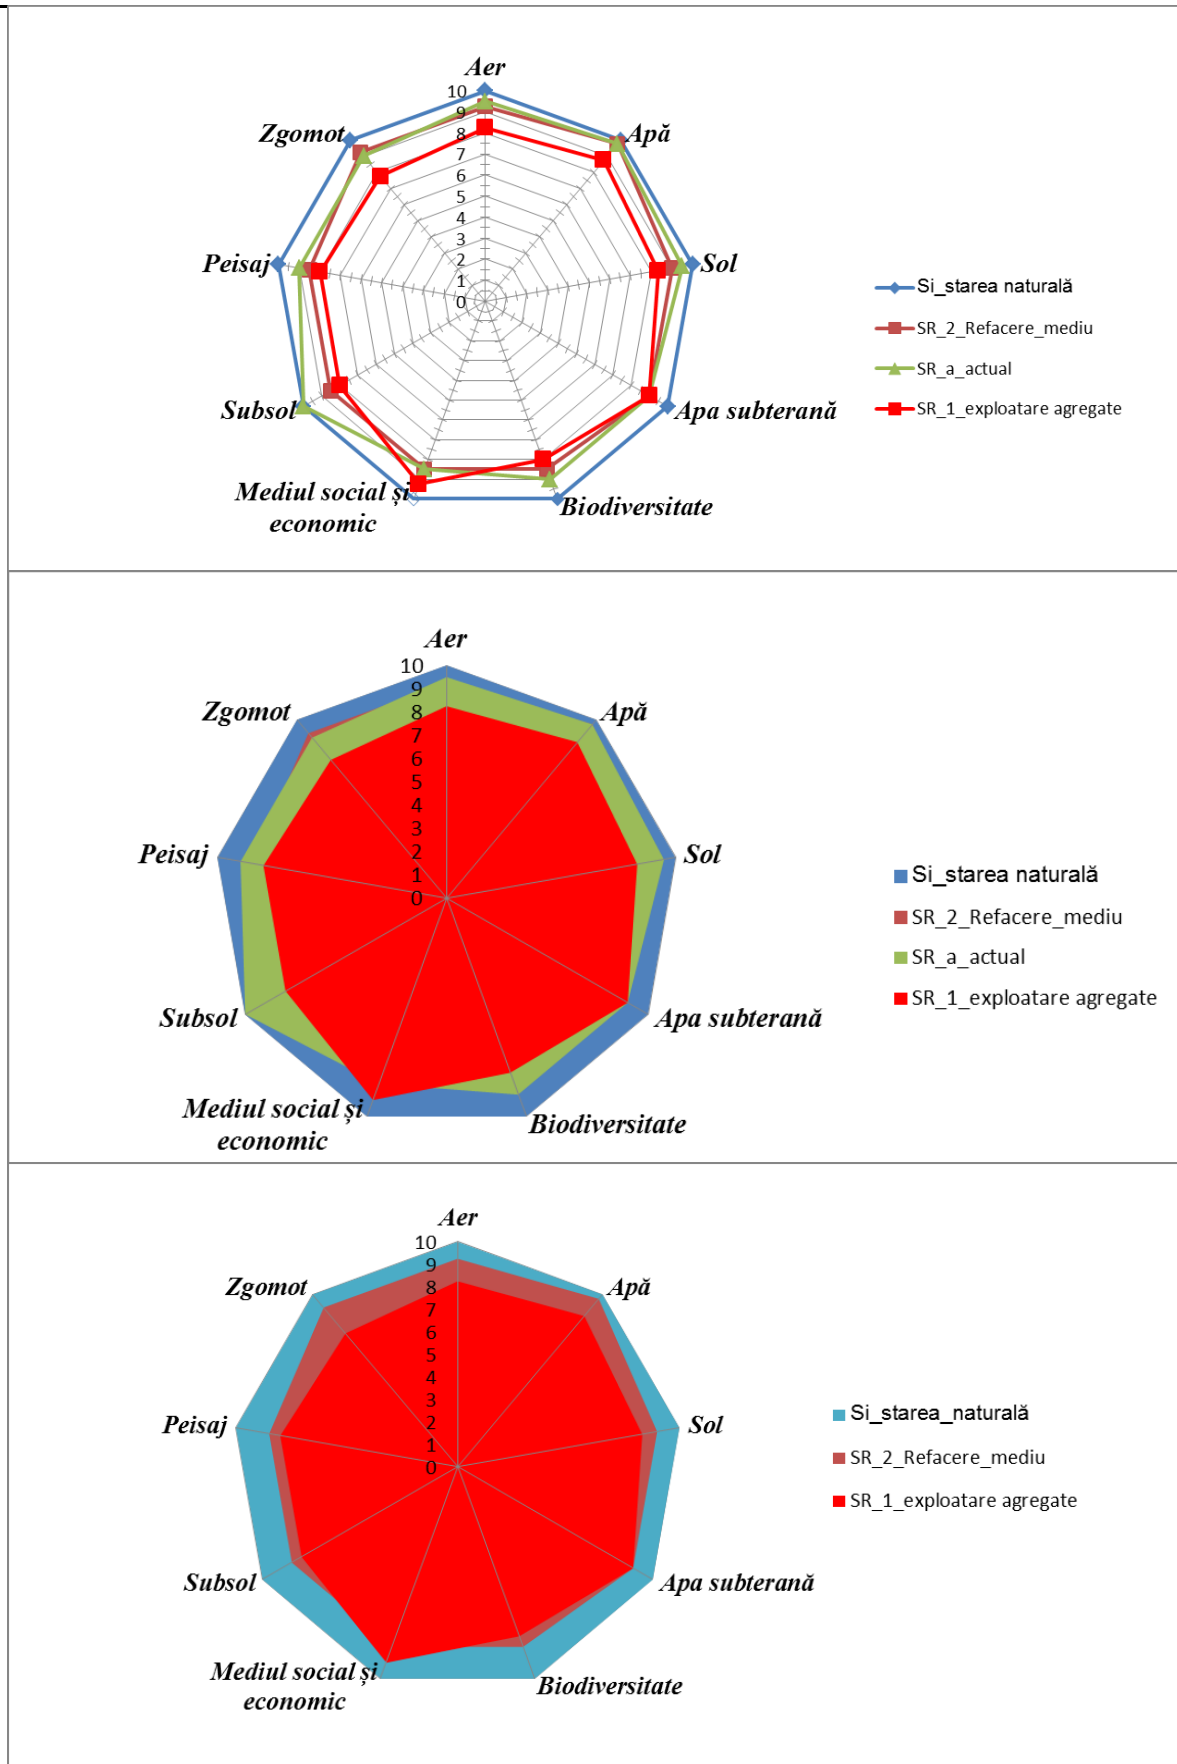 Aer
10
9
8
7
6
5
4
3
2
1
0
Zgomot
Apă
Peisaj
Sol
Subsol
Apa subterană
Mediul social și
economic
Biodiversitate
Si_starea naturală
SR_2_Refacere_mediu
SR_a_actual
SR_1_exploatare agregate
Aer
10
9
8
7
6
5
4
3
2
1
0
Zgomot
Apă
Peisaj
Sol
Subsol
Apa subterană
Mediul social și
economic
Biodiversitate
Si_starea naturală
SR_2_Refacere_mediu
SR_a_actual
SR_1_exploatare agregate
Aer
10
9
8
7
6
5
4
3
2
1
0
Zgomot
Apă
Peisaj
Sol
Subsol
Apa subterană
Mediul social și
economic
Biodiversitate
Si_starea_naturală
SR_2_Refacere_mediu
SR_1_exploatare agregate